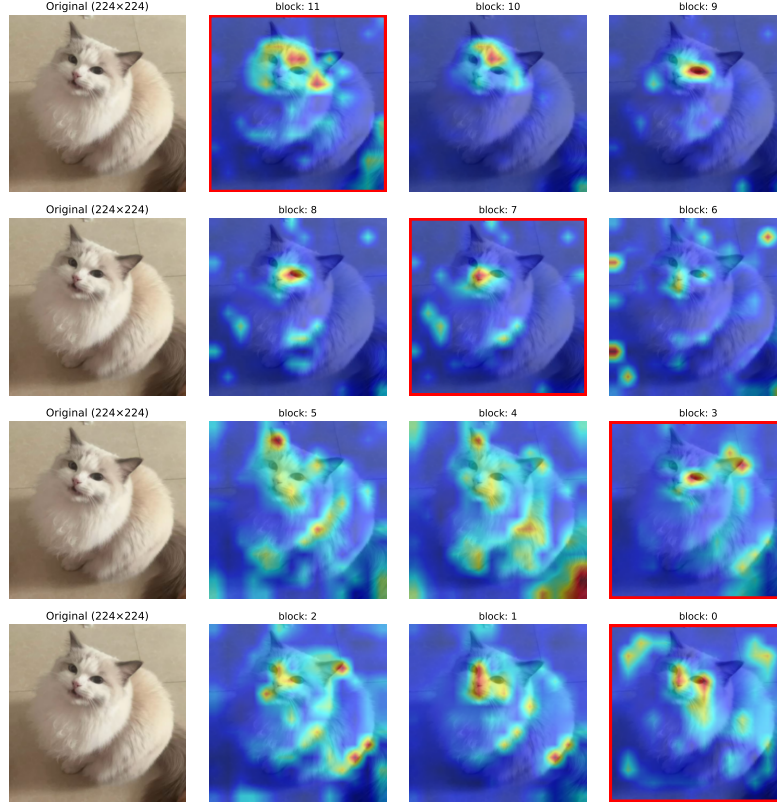 Original (224×224) block: 11 block: 10 block: 9
Original (224×224) block: 8 block: 7 block: 6
Original (224×224) block: 5 block: 4 block: 3
Original (224×224) block: 2 block: 1 block: 0